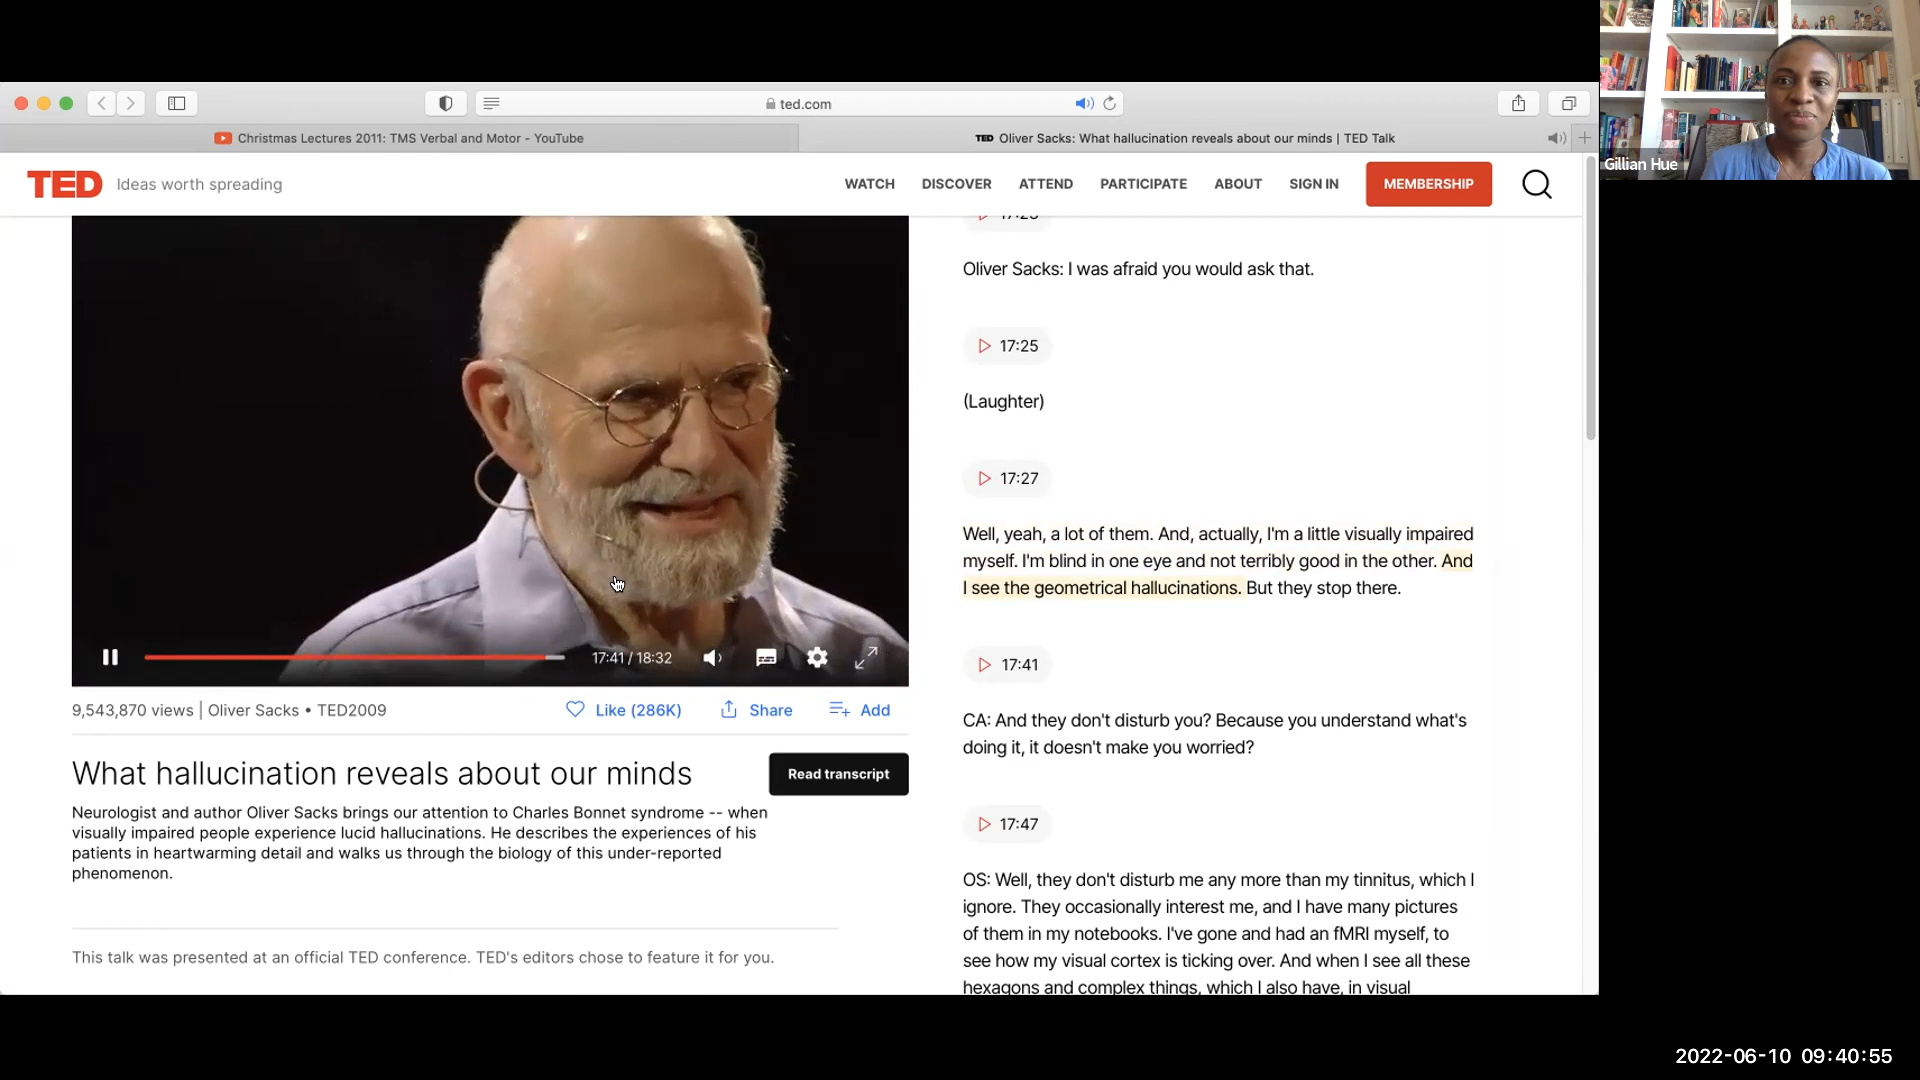 ted.com
Christmas Lectures 2011: TMS Verbal and Motor - YouTube
TED Oliver Sacks: What hallucination reveals about our minds | TED Talk
Gillian Hue
TED Ideas worth spreading
WATCH DISCOVER ATTEND PARTICIPATE ABOUT SIGN IN MEMBERSHIP
17:41 / 18:32
9,543,870 views | Oliver Sacks • TED2009
Like (286K) Share Add
What hallucination reveals about our minds
Read transcript
Neurologist and author Oliver Sacks brings our attention to Charles Bonnet syndrome -- when
visually impaired people experience lucid hallucinations. He describes the experiences of his
patients in heartwarming detail and walks us through the biology of this under-reported
phenomenon.
This talk was presented at an official TED conference. TED's editors chose to feature it for you.
Oliver Sacks: I was afraid you would ask that.
17:25
(Laughter)
17:27
Well, yeah, a lot of them. And, actually, I'm a little visually impaired
myself. I'm blind in one eye and not terribly good in the other. And
I see the geometrical hallucinations. But they stop there.
17:41
CA: And they don't disturb you? Because you understand what's
doing it, it doesn't make you worried?
17:47
OS: Well, they don't disturb me any more than my tinnitus, which I
ignore. They occasionally interest me, and I have many pictures
of them in my notebooks. I've gone and had an fMRI myself, to
see how my visual cortex is ticking over. And when I see all these
hexagons and complex things, which I also have, in visual
2022-06-10 09:40:55